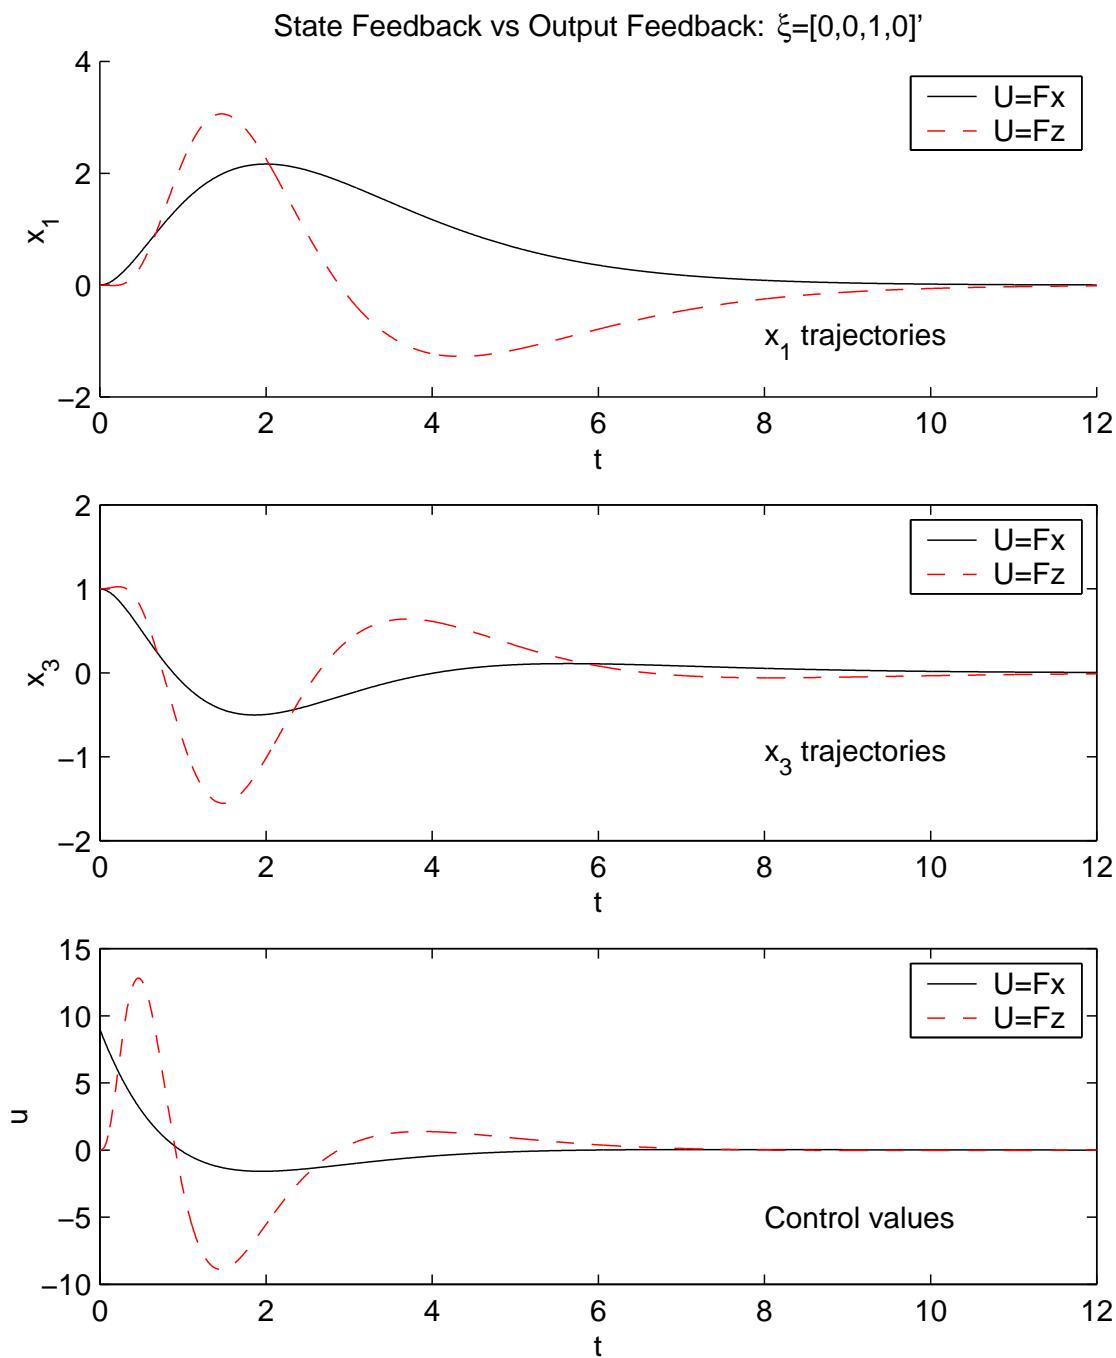 State Feedback vs Output Feedback: ξ=[0,0,1,0]’
4
2
0
−2
x1
U=Fx
U=Fz
x1 trajectories
0 2 4 6 8 10 12
t
2
1
0
−1
−2
x3
U=Fx
U=Fz
x3 trajectories
0 2 4 6 8 10 12
t
15
10
5
0
−5
−10
u
U=Fx
U=Fz
Control values
0 2 4 6 8 10 12
t